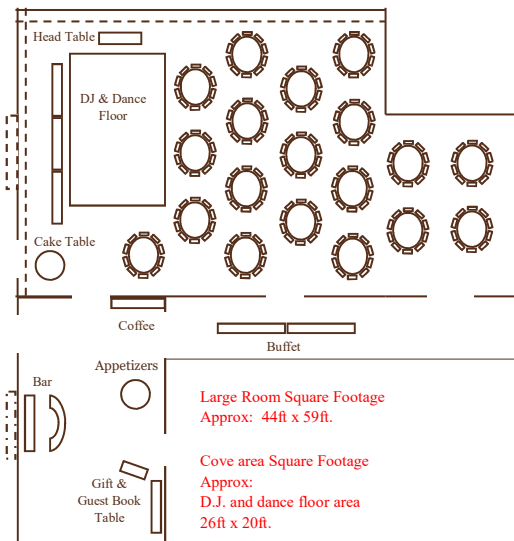 Head Table
DJ & Dance
Floor
Cake Table
Coffee
Buffet
Appetizers
Bar
Large Room Square Footage
Approx:  44ft x 59ft.
Cove area Square Footage
Approx:
D.J. and dance floor area
26ft x 20ft.
Gift &
Guest Book
Table